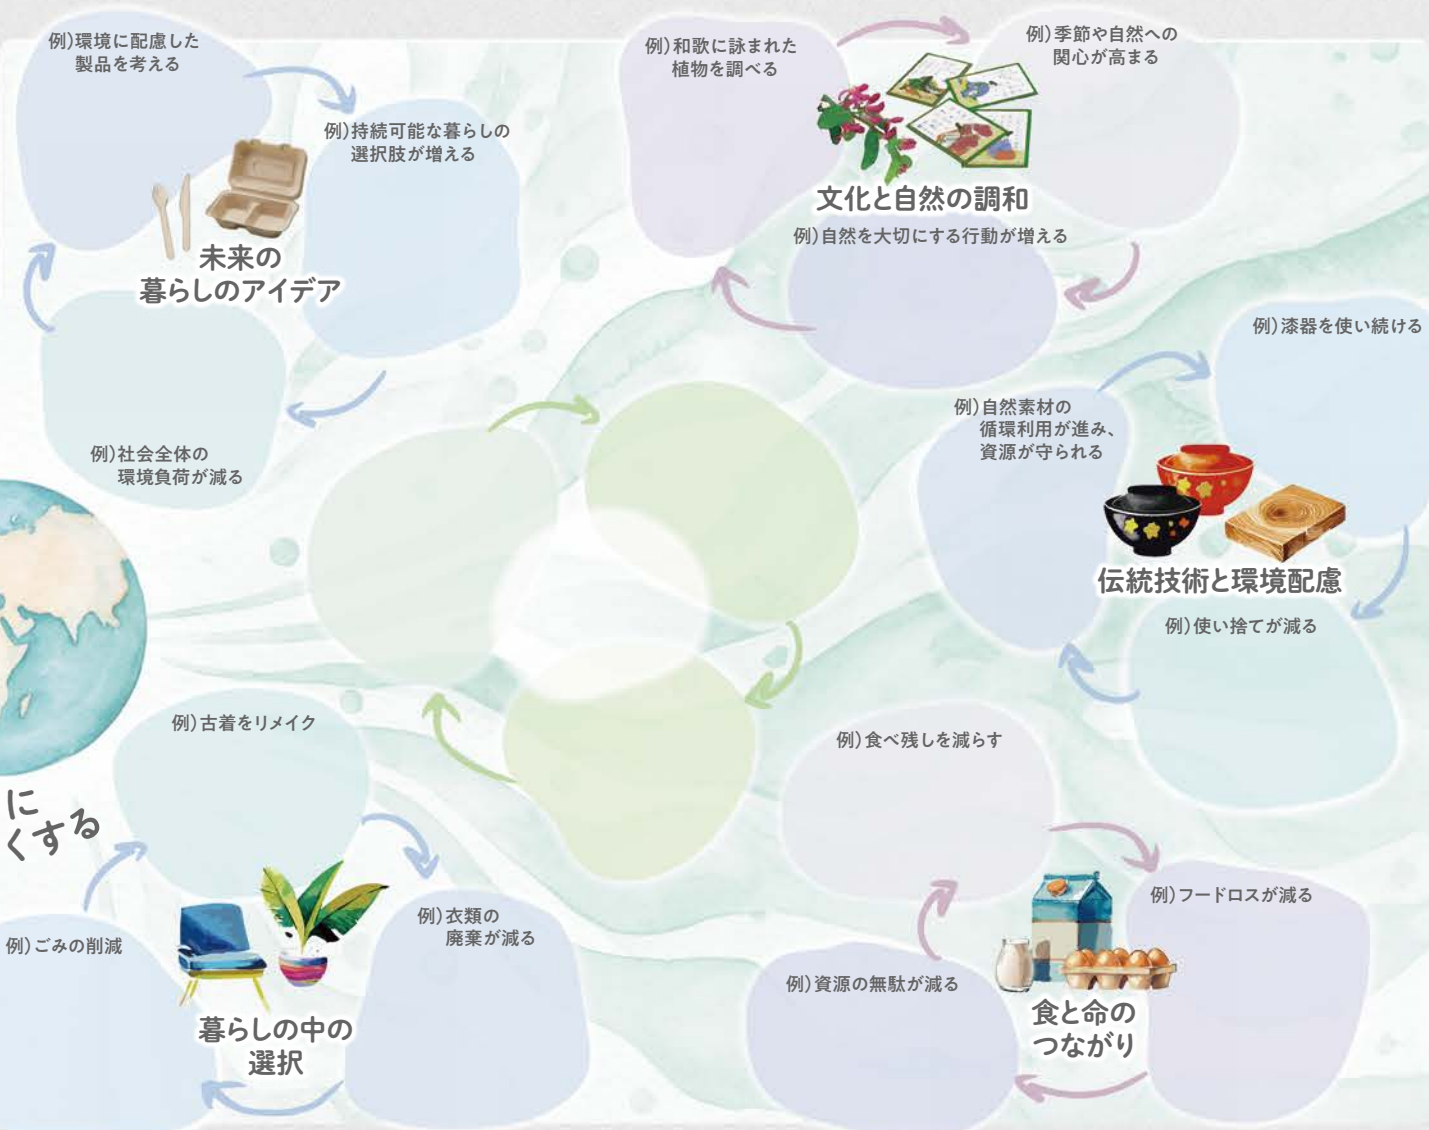 例)環境に配慮した
製品を考える
例)持続可能な暮らしの
選択肢が増える
未来の
暮らしのアイデア
例)社会全体の
環境負荷が減る
例)和歌に詠まれた
植物を調べる
例)季節や自然への
関心が高まる
文化と自然の調和
例)自然を大切にする行動が増える
例)漆器を使い続ける
例)自然素材の
循環利用が進み、
資源が守られる
伝統技術と環境配慮
例)使い捨てが減る
に
くする
例)古着をリメイク
例)衣類の
廃棄が減る
例)ごみの削減
暮らしの中の
選択
例)食べ残しを減らす
例)フードロスが減る
例)資源の無駄が減る
食と命の
つながり